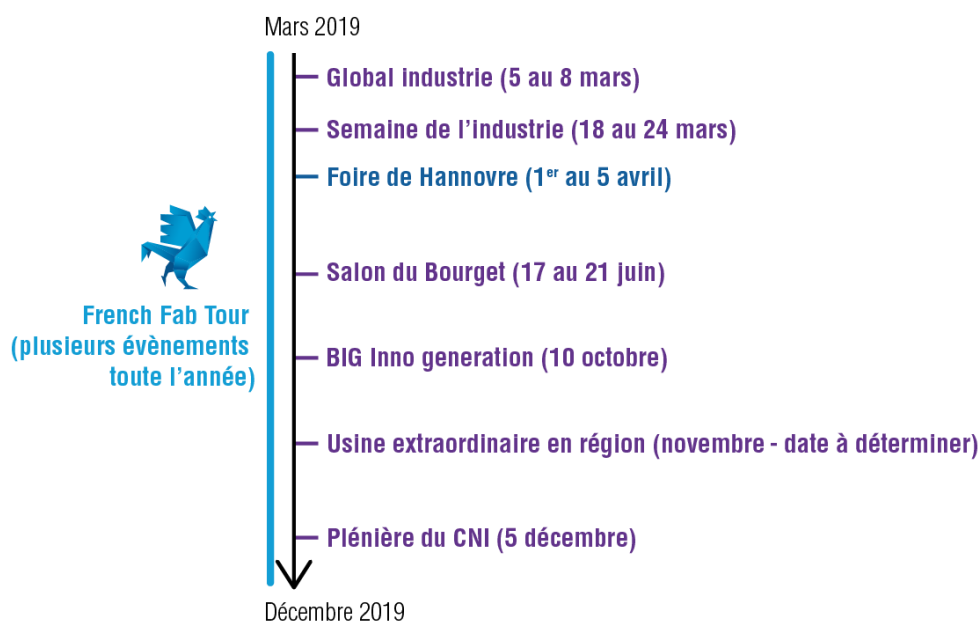 Mars 2019
Global industrie (5 au 8 mars)
Semaine de l’industrie (18 au 24 mars)
Foire de Hannovre (1er au 5 avril)
Salon du Bourget (17 au 21 juin)
French Fab Tour
(plusieurs évènements
toute l’année)
BIG Inno generation (10 octobre)
Usine extraordinaire en région (novembre - date à déterminer)
Plénière du CNI (5 décembre)
Décembre 2019